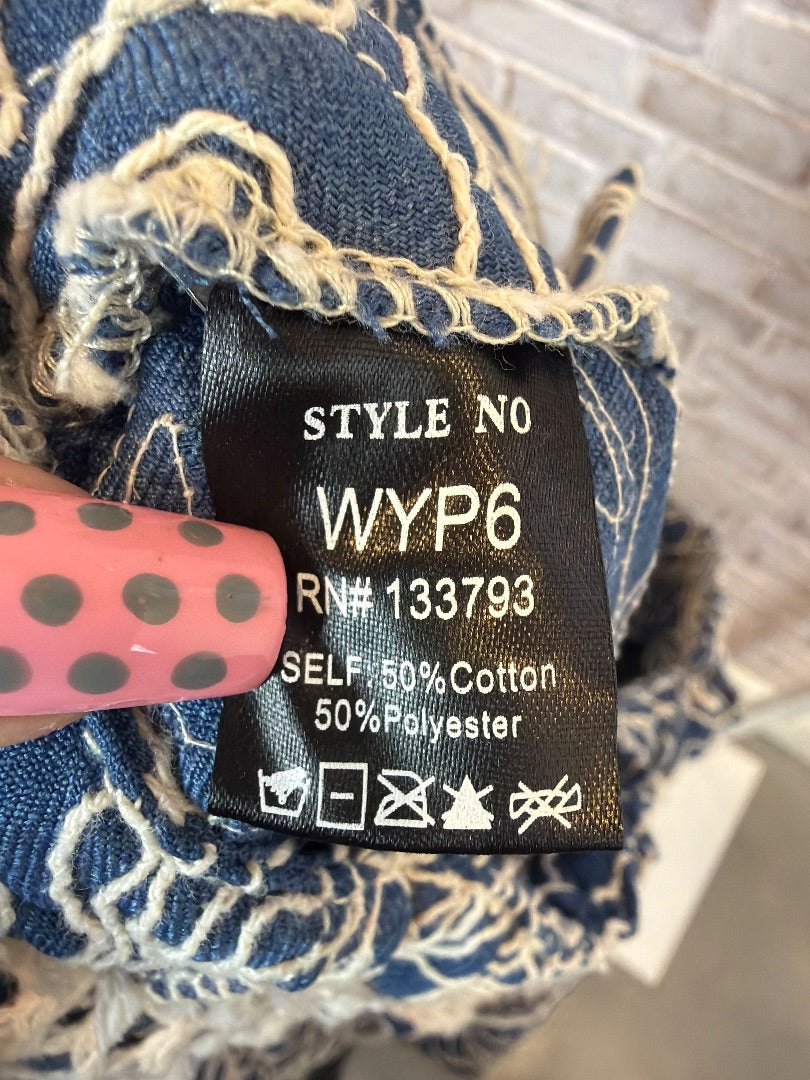 STYLE NO
WYP6
RN# 133793
SELF: 50%Cotton
50%Polyester